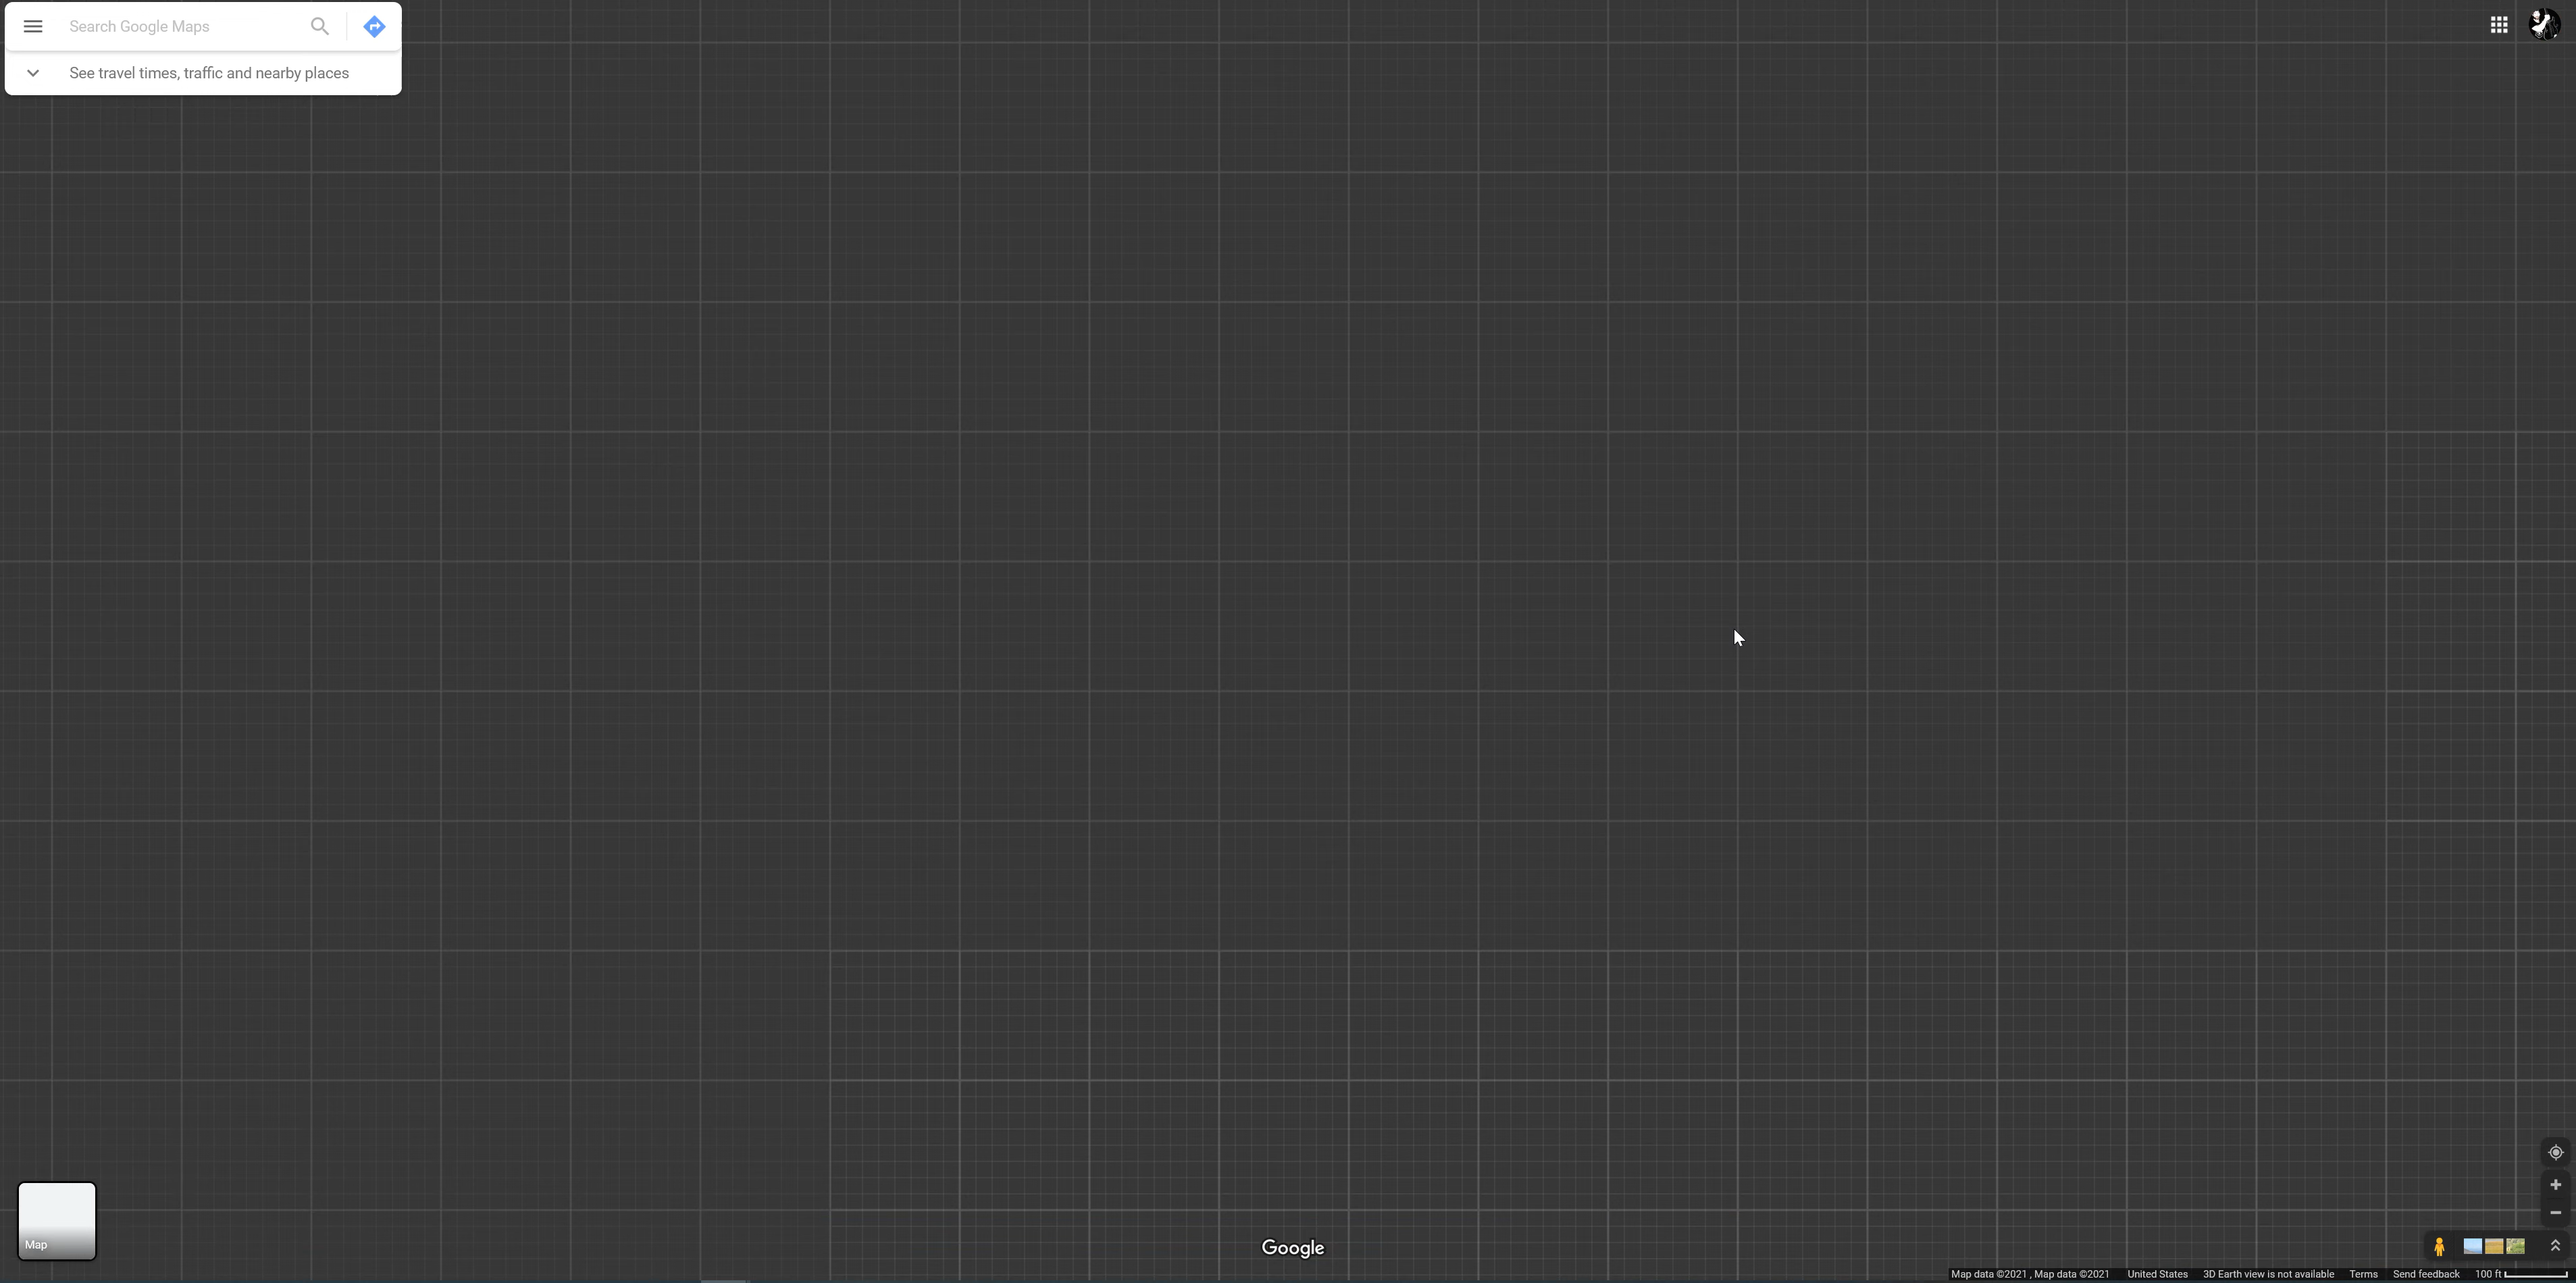 Search Google Maps
See travel times, traffic and nearby places
Map
Google
Map data ©2021 , Map data ©2021 United States 3D Earth view is not available Terms Send feedback 100 ft